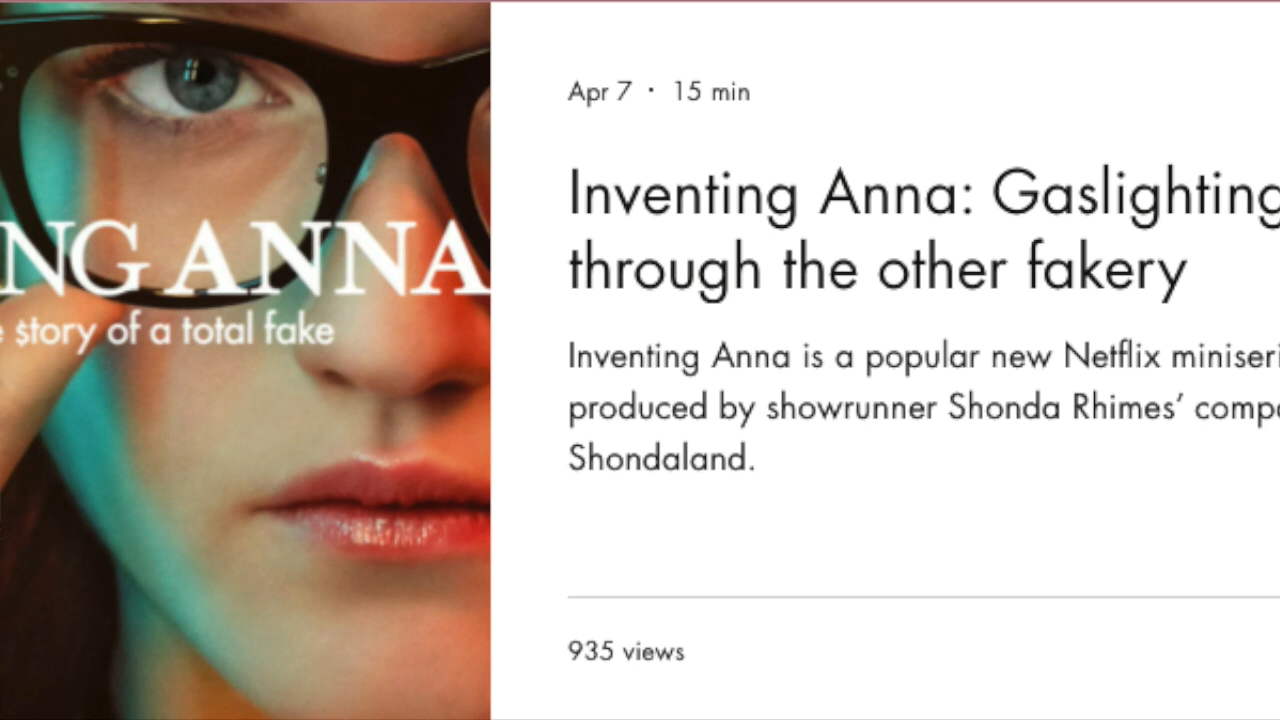 NG ANNA
e $tory of a total fake
Apr 7 · 15 min
Inventing Anna: Gaslighting
through the other fakery
Inventing Anna is a popular new Netflix miniseri
produced by showrunner Shonda Rhimes’ compa
Shondaland.
935 views